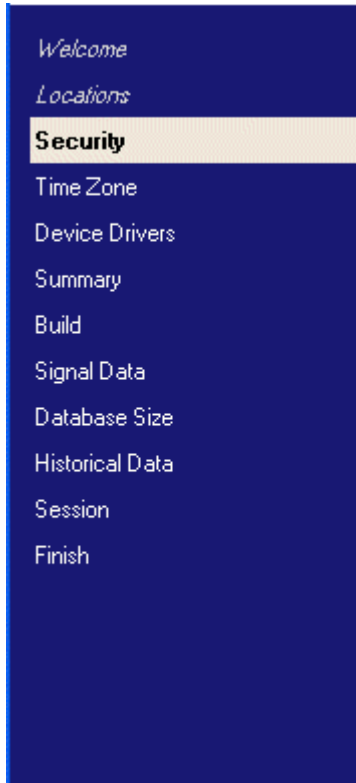 Welcome
Locations
Security
Time Zone
Device Drivers
Summary
Build
Signal Data
Database Size
Historical Data
Session
Finish